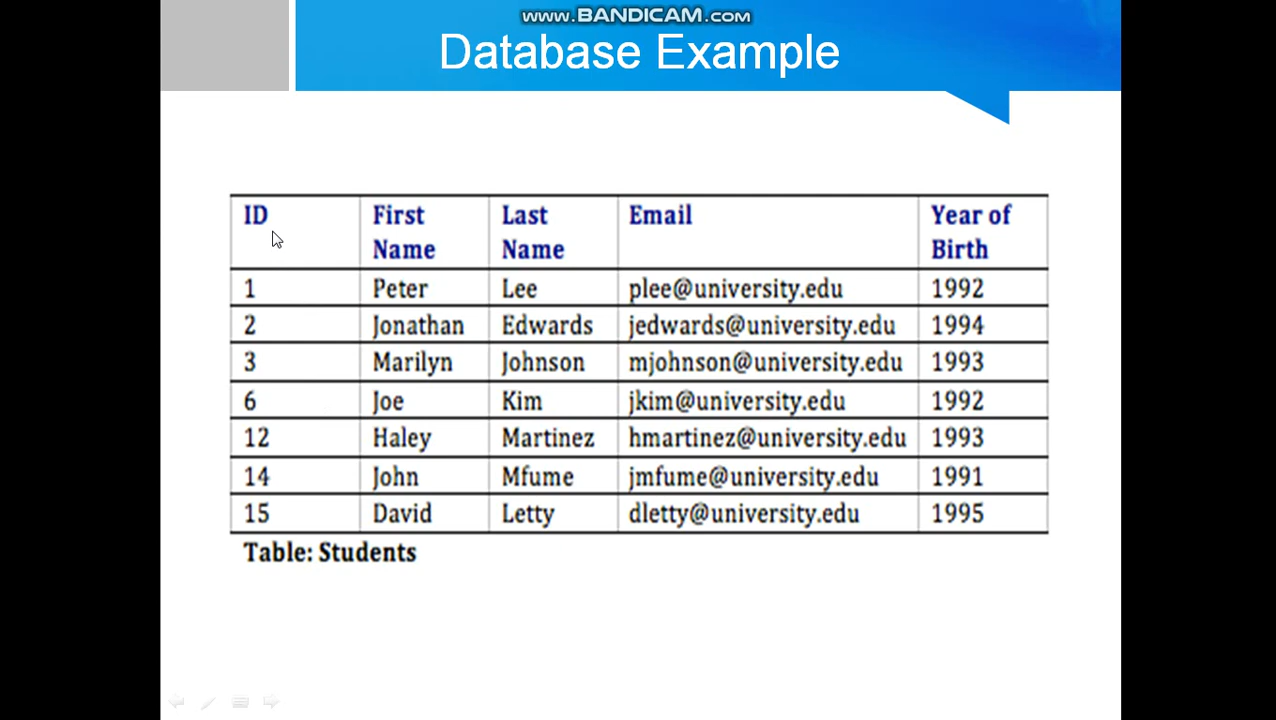 WWW.BANDICAM.COM
Database Example
ID First Name Last Name Email Year of Birth
1 Peter Lee plee@university.edu 1992
2 Jonathan Edwards jedwards@university.edu 1994
3 Marilyn Johnson mjohnson@university.edu 1993
6 Joe Kim jkim@university.edu 1992
12 Haley Martinez hmartinez@university.edu 1993
14 John Mfume jmfume@university.edu 1991
15 David Letty dletty@university.edu 1995
Table: Students